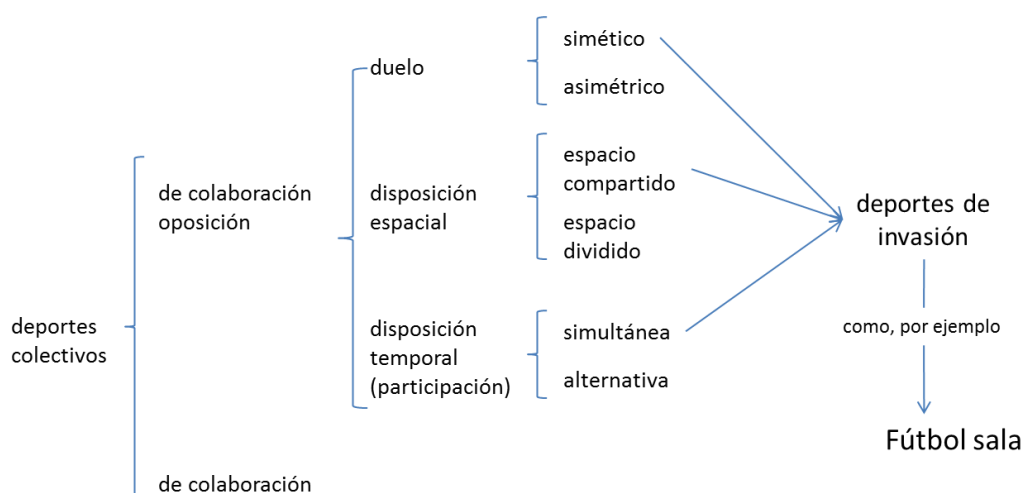 deportes
colectivos
de colaboración
oposición
de colaboración
duelo
disposición
espacial
disposición
temporal
(participación)
simético
asimétrico
espacio
compartido
espacio
dividido
simultánea
alternativa
deportes de
invasión
como, por ejemplo
Fútbol sala